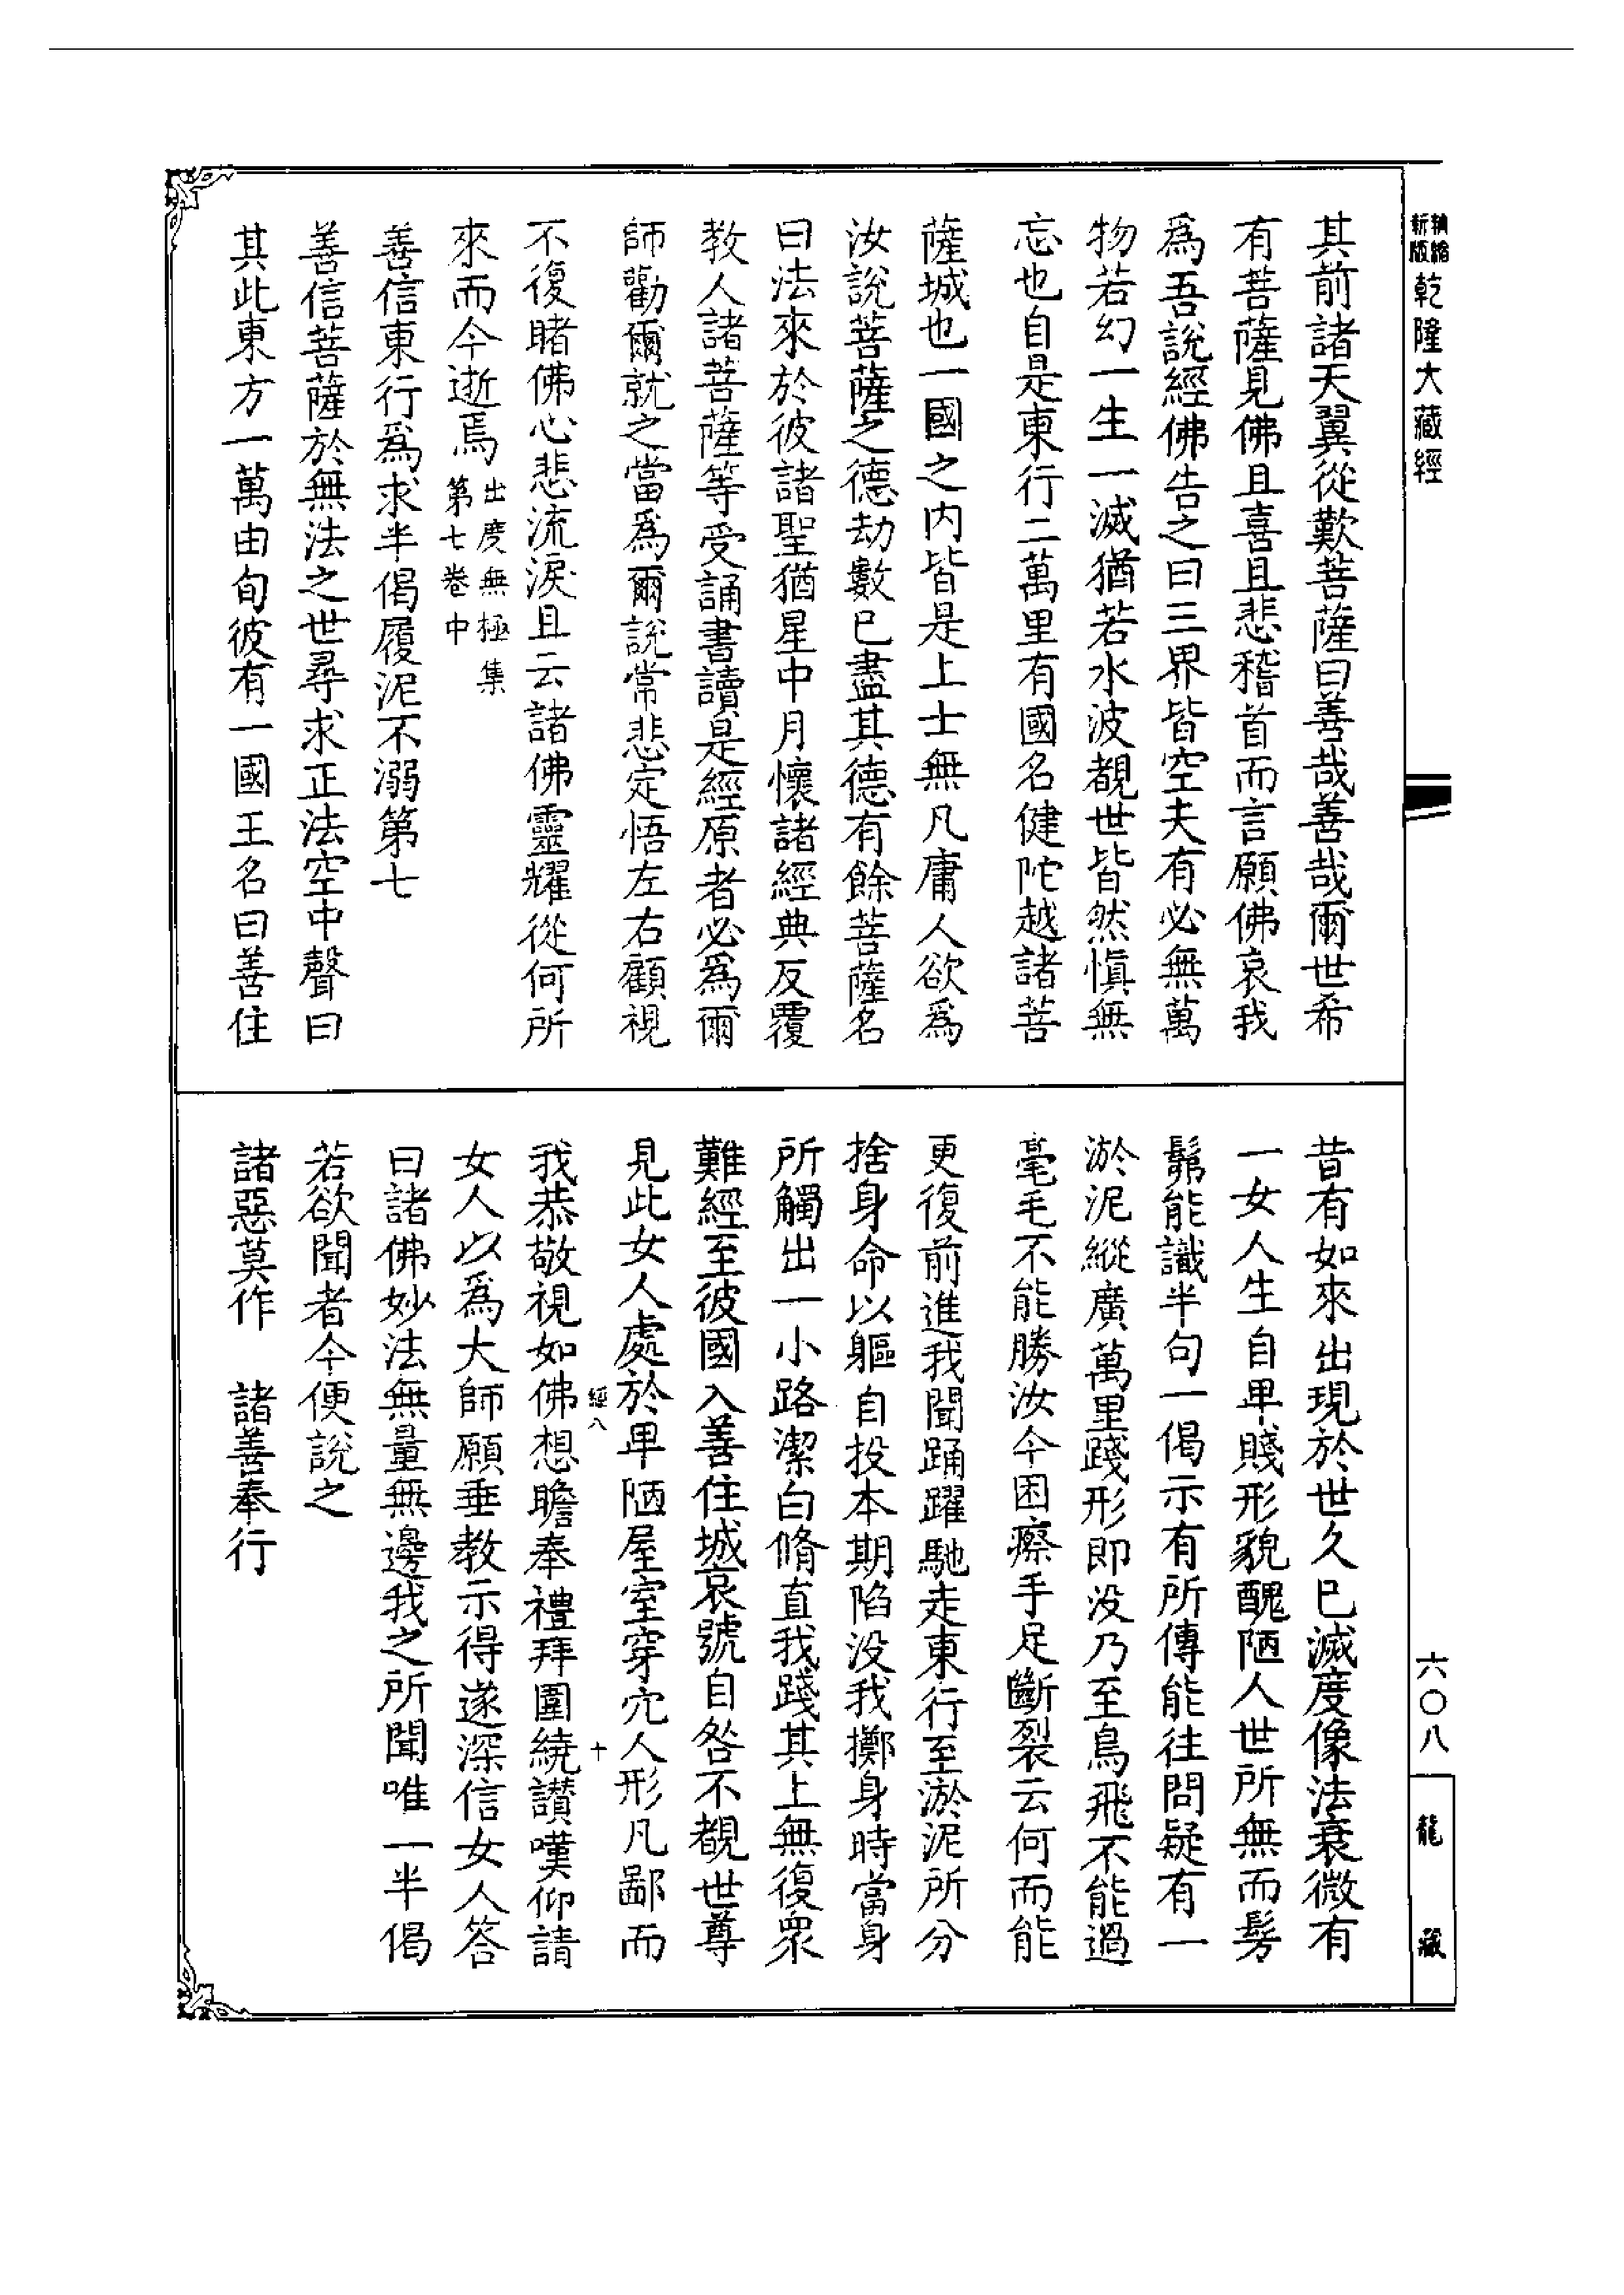 新版精縮
乾隆大藏經
其前諸天翼從歎菩薩曰善哉善哉爾世希
有菩薩見佛且喜且悲稽首而言願佛哀我
爲吾說經佛告之曰三界皆空夫有必無萬
物若幻一生一滅猶若水波覩世皆然愼無
忘也自是東行二萬里有國名健陀越諸菩
薩城也一國之內皆是上士無凡庸人欲爲
汝說菩薩之德劫數已盡其德有餘菩薩名
曰法來於彼諸聖猶星中月懷諸經典反覆
教人諸菩薩等受誦書讀是經原者必爲爾
師勸爾就之當爲爾說常悲定悟左右顧視
不復睹佛心悲流淚且云諸佛靈耀從何所
來而今逝焉出度無極集第七卷中
善信東行爲求半偈履泥不溺第七
善信菩薩於無法之世尋求正法空中聲曰
其此東方一萬由旬彼有一國王名曰善住
昔有如來出現於世久已滅度像法衰微有
一女人生自卑賤形貌醜陋人世所無而髣
髴能識半句一偈示有所傳能往問疑有一
淤泥縱廣萬里踐形即沒乃至鳥飛不能過
毫毛不能勝汝今困瘵手足斷裂云何而能
更復前進我聞踊躍馳走東行至淤泥所分
捨身命以軀自投本期陷沒我擲身時當身
所觸出一小路潔白脩直我踐其上無復衆
難經至彼國入善住城哀號自咎不覩世尊
見此女人處於卑陋屋室穿穴人形凡鄙而
經八
十
我恭敬視如佛想瞻奉禮拜圍繞讚嘆仰請
女人以爲大師願垂教示得遂深信女人答
曰諸佛妙法無量無邊我之所聞唯一半偈
若欲聞者今便說之
諸惡莫作　諸善奉行
六〇八
龍藏